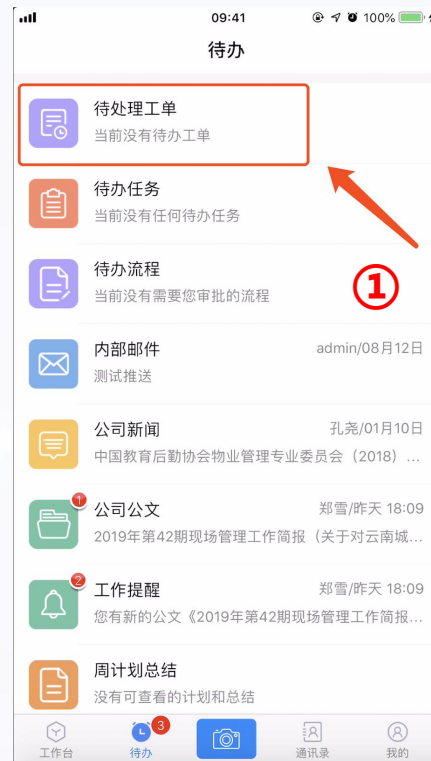 09:41
100%
待办
待处理工单
当前没有待办工单
待办任务
当前没有任何待办任务
待办流程
当前没有需要您审批的流程
①
内部邮件 admin/08月12日
测试推送
公司新闻 孔尧/01月10日
中国教育后勤协会物业管理专业委员会（2018）...
1
公司公文 郑雪/昨天 18:09
2019年第42期现场管理工作简报（关于对云南城...
2
工作提醒 郑雪/昨天 18:09
您有新的公文《2019年第42期现场管理工作简报...
周计划总结
没有可查看的计划和总结
3
工作台 待办 通讯录 我的